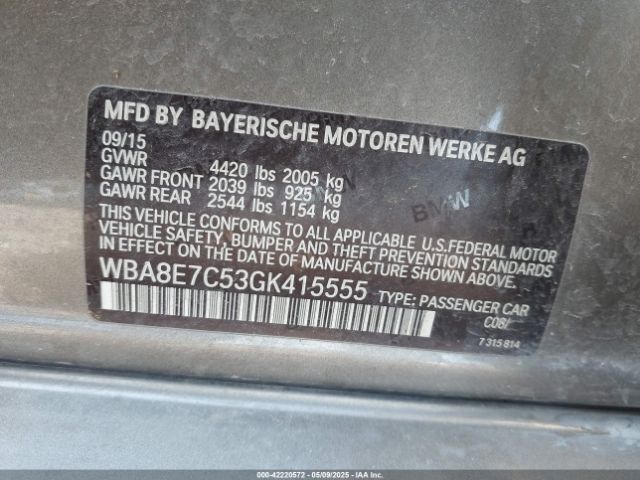 MFD BY BAYERISCHE MOTOREN WERKE AG
09/15
GVWR 4420 lbs 2005 kg
GAWR FRONT 2039 lbs 925 kg
GAWR REAR 2544 lbs 1154 kg
THIS VEHICLE CONFORMS TO ALL APPLICABLE U.S.FEDERAL MOTOR
VEHICLE SAFETY, BUMPER AND THEFT PREVENTION STANDARDS
IN EFFECT ON THE DATE OF MANUFACTURE SHOWN ABOVE.
WBA8E7C53GK415555
TYPE: PASSENGER CAR
C08/
7 315 814
BMW
BMW
000-42220572 - 05/09/2025 - © IAA Holdings, LLC